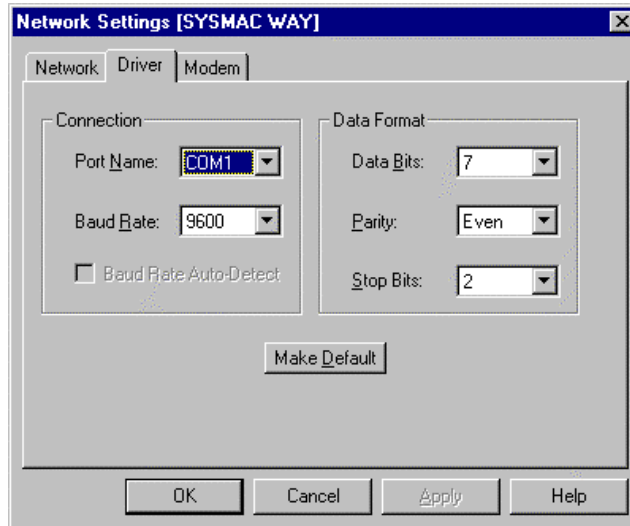 Network Settings [SYSMAC WAY]
Network Driver Modem
Connection
Port Name: COM1
Baud Rate: 9600
Baud Rate Auto-Detect
Data Format
Data Bits: 7
Parity: Even
Stop Bits: 2
Make Default
OK Cancel Apply Help